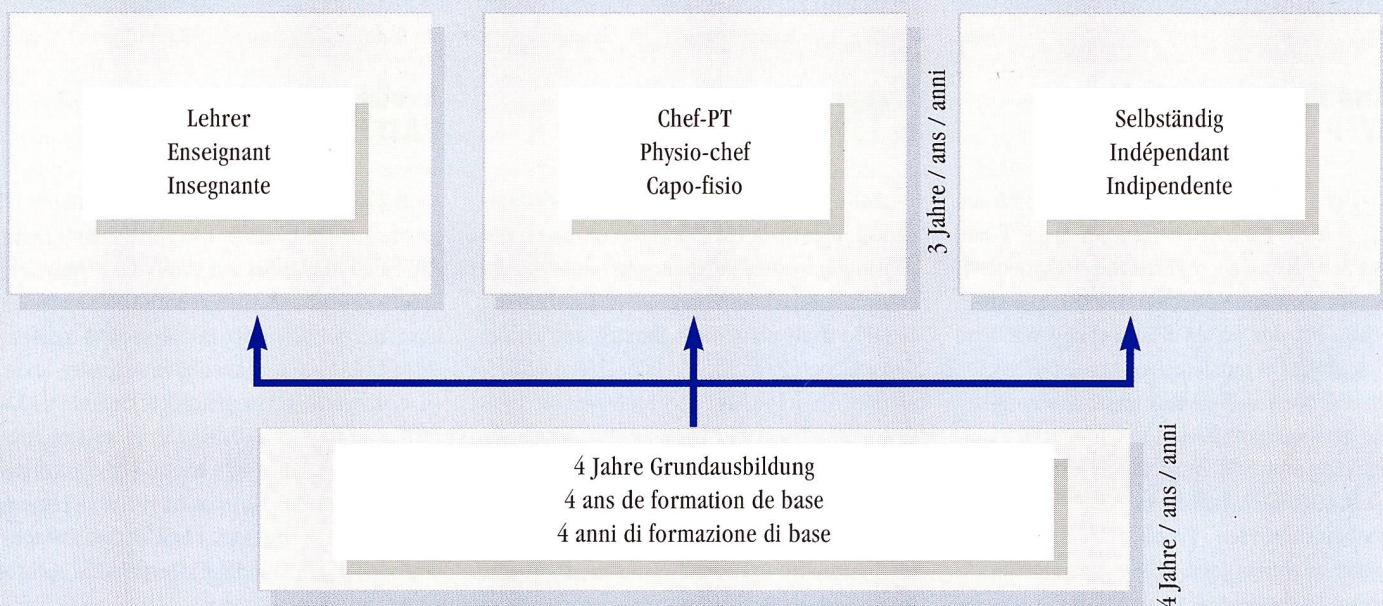 Lehrer
Enseignant
Insegnante
Chef-PT
Physio-chef
Capo-fisio
3 Jahre / ans / anni
Selbständig
Indépendant
Indipendente
4 Jahre Grundausbildung
4 ans de formation de base
4 anni di formazione di base
4 Jahre / ans / anni